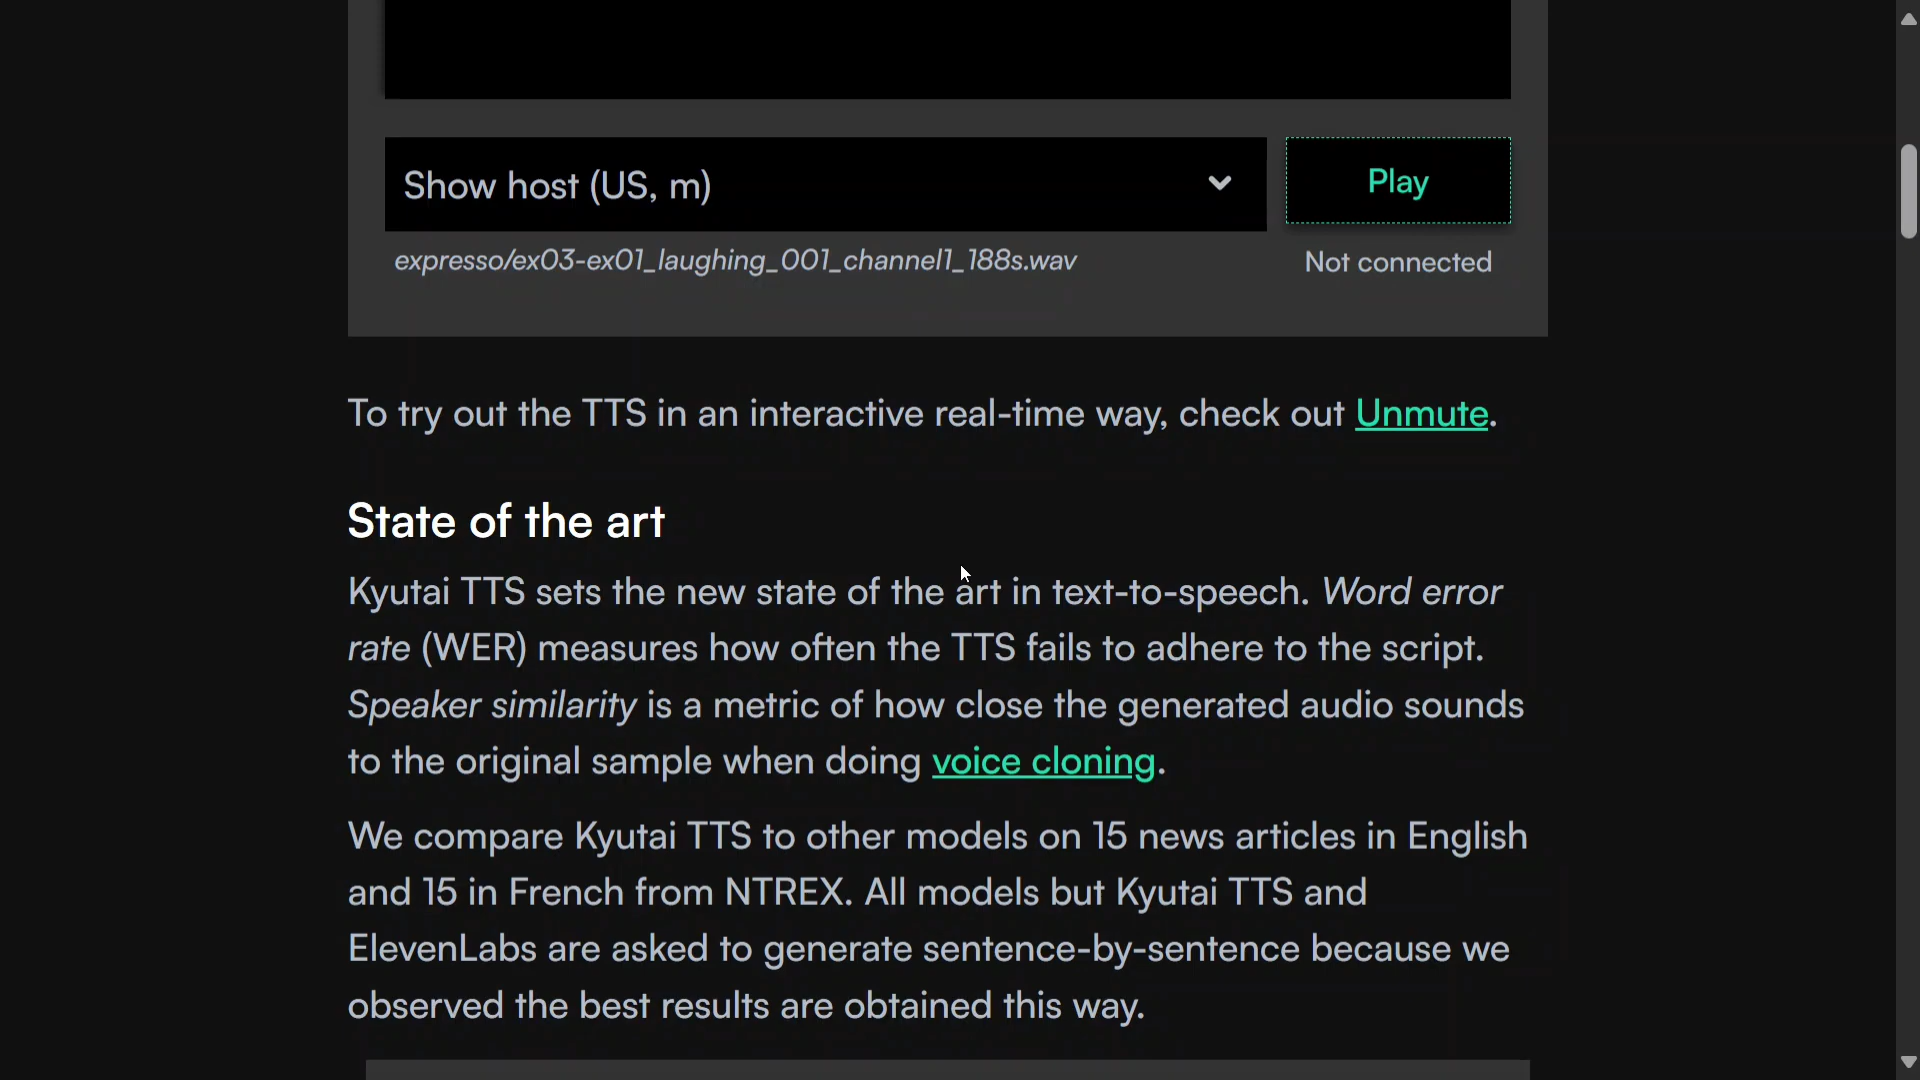 Show host (US, m)
Play
expresso/ex03-ex01_laughing_001_channel1_188s.wav
Not connected
To try out the TTS in an interactive real-time way, check out Unmute.
State of the art
Kyutai TTS sets the new state of the art in text-to-speech. Word error
rate (WER) measures how often the TTS fails to adhere to the script.
Speaker similarity is a metric of how close the generated audio sounds
to the original sample when doing voice cloning.
We compare Kyutai TTS to other models on 15 news articles in English
and 15 in French from NTREX. All models but Kyutai TTS and
ElevenLabs are asked to generate sentence-by-sentence because we
observed the best results are obtained this way.